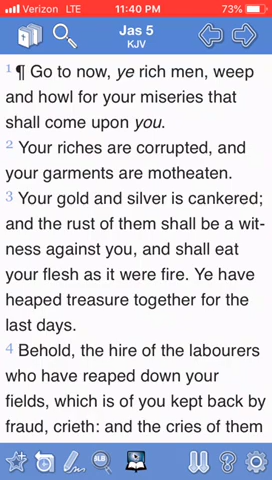 Verizon LTE 11:40 PM 73%
Jas 5
KJV
1 ¶ Go to now, ye rich men, weep
and howl for your miseries that
shall come upon you.
2 Your riches are corrupted, and
your garments are motheaten.
3 Your gold and silver is cankered;
and the rust of them shall be a wit-
ness against you, and shall eat
your flesh as it were fire. Ye have
heaped treasure together for the
last days.
4 Behold, the hire of the labourers
who have reaped down your
fields, which is of you kept back by
fraud, crieth: and the cries of them
BLB